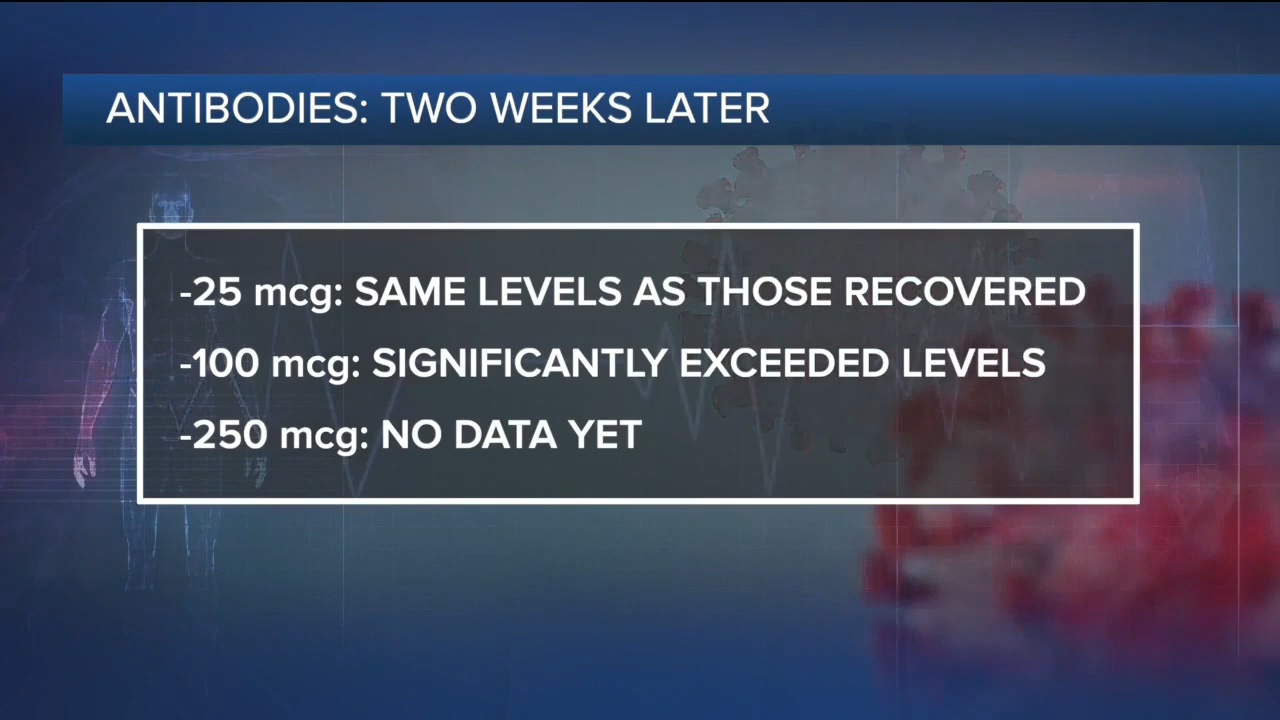 ANTIBODIES: TWO WEEKS LATER
-25 mcg: SAME LEVELS AS THOSE RECOVERED
-100 mcg: SIGNIFICANTLY EXCEEDED LEVELS
-250 mcg: NO DATA YET